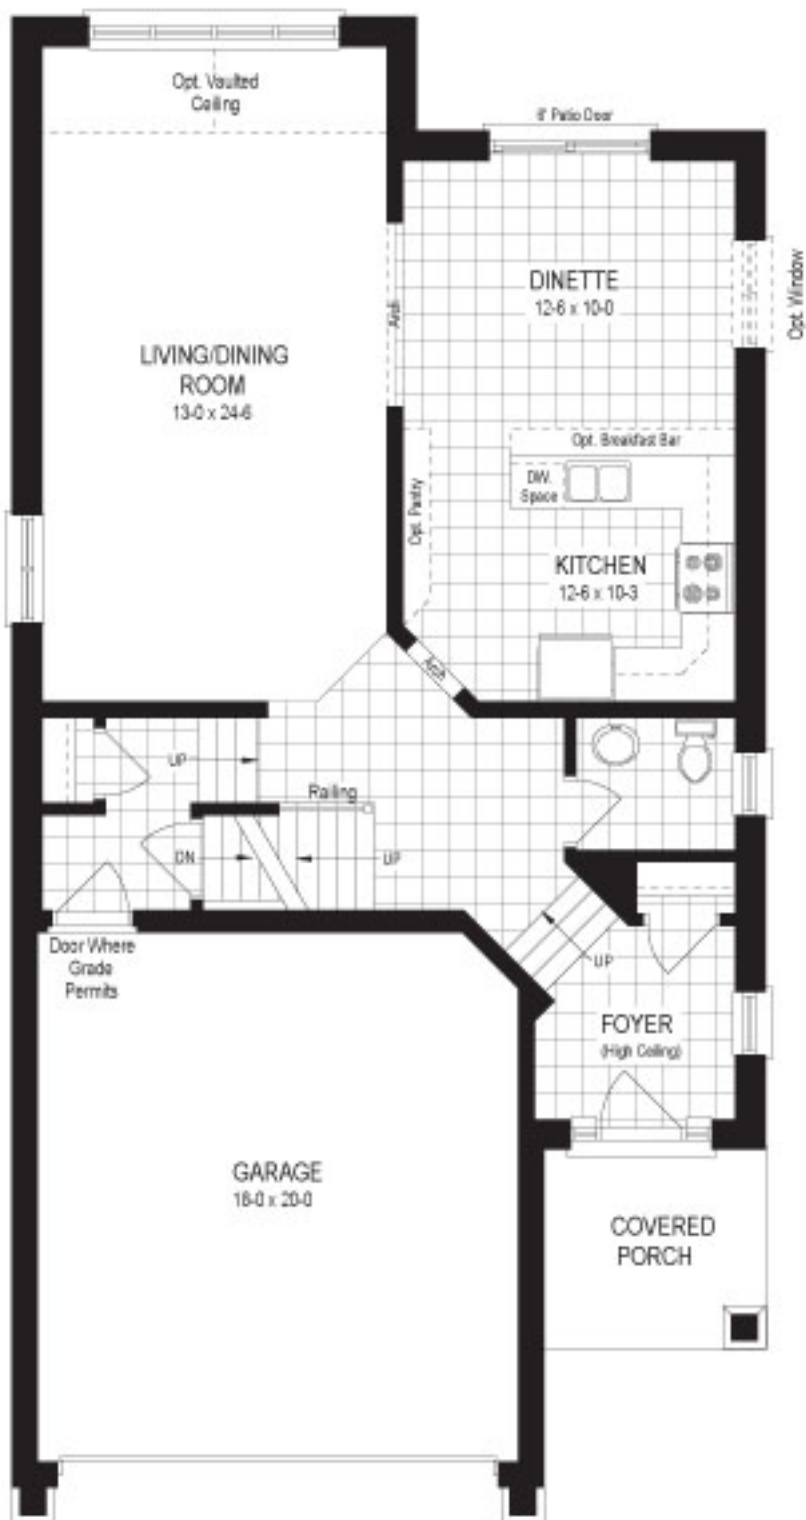 Opt. Vaulted
Ceiling
6' Patio Door
DINETTE
12-6 x 10-0
Opt. Window
Arch
LIVING/DINING
ROOM
13-0 x 24-6
Opt. Breakfast Bar
DW.
Space
Opt. Pantry
KITCHEN
12-6 x 10-3
Arch
UP
Railing
DN
UP
Door Where
Grade
Permits
UP
FOYER
(High Ceiling)
GARAGE
18-0 x 20-0
COVERED
PORCH